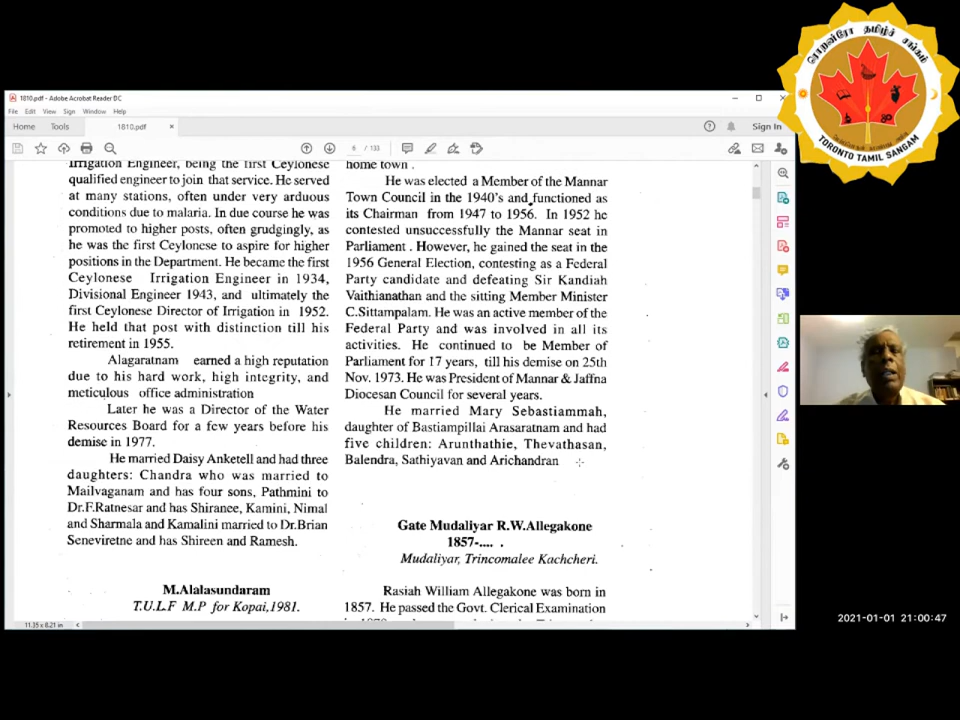 ரொறன்ரோ தமிழ்ச் சங்கம்
TORONTO TAMIL SANGAM
1810.pdf - Adobe Acrobat Reader DC
File Edit View Sign Window Help
Home Tools 1810.pdf × Sign In
6 / 133
Irrigation Engineer, being the first Ceylonese
qualified engineer to join that service. He served
at many stations, often under very arduous
conditions due to malaria. In due course he was
promoted to higher posts, often grudgingly, as
he was the first Ceylonese to aspire for higher
positions in the Department. He became the first
Ceylonese Irrigation Engineer in 1934,
Divisional Engineer 1943, and ultimately the
first Ceylonese Director of Irrigation in 1952.
He held that post with distinction till his
retirement in 1955.
Alagaratnam earned a high reputation
due to his hard work, high integrity, and
meticulous office administration
Later he was a Director of the Water
Resources Board for a few years before his
demise in 1977.
He married Daisy Anketell and had three
daughters: Chandra who was married to
Mailvaganam and has four sons, Pathmini to
Dr.F.Ratnesar and has Shiranee, Kamini, Nimal
and Sharmala and Kamalini married to Dr.Brian
Seneviretne and has Shireen and Ramesh.
M.Alalasundaram
T.U.L.F M.P for Kopai,1981.
home town .
He was elected a Member of the Mannar
Town Council in the 1940's and functioned as
its Chairman from 1947 to 1956. In 1952 he
contested unsuccessfully the Mannar seat in
Parliament . However, he gained the seat in the
1956 General Election, contesting as a Federal
Party candidate and defeating Sir Kandiah
Vaithianathan and the sitting Member Minister
C.Sittampalam. He was an active member of the
Federal Party and was involved in all its
activities. He continued to be Member of
Parliament for 17 years, till his demise on 25th
Nov. 1973. He was President of Mannar & Jaffna
Diocesan Council for several years.
He married Mary Sebastiammah,
daughter of Bastiampillai Arasaratnam and had
five children: Arunthathie, Thevathasan,
Balendra, Sathiyavan and Arichandran
Gate Mudaliyar R.W.Allegakone
1857-.... .
Mudaliyar, Trincomalee Kachcheri.
Rasiah William Allegakone was born in
1857. He passed the Govt. Clerical Examination
11.35 x 8.21 in
2021-01-01 21:00:47